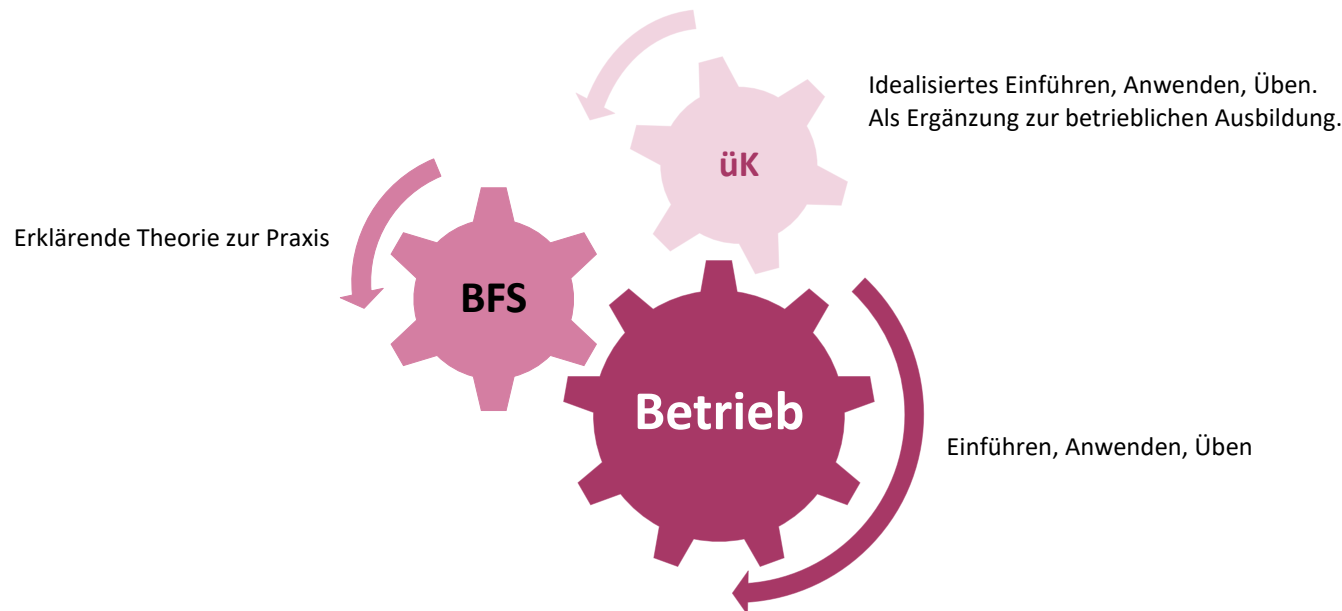 Idealisiertes Einführen, Anwenden, Üben.
Als Ergänzung zur betrieblichen Ausbildung.
üK
Erklärende Theorie zur Praxis
BFS
Betrieb
Einführen, Anwenden, Üben